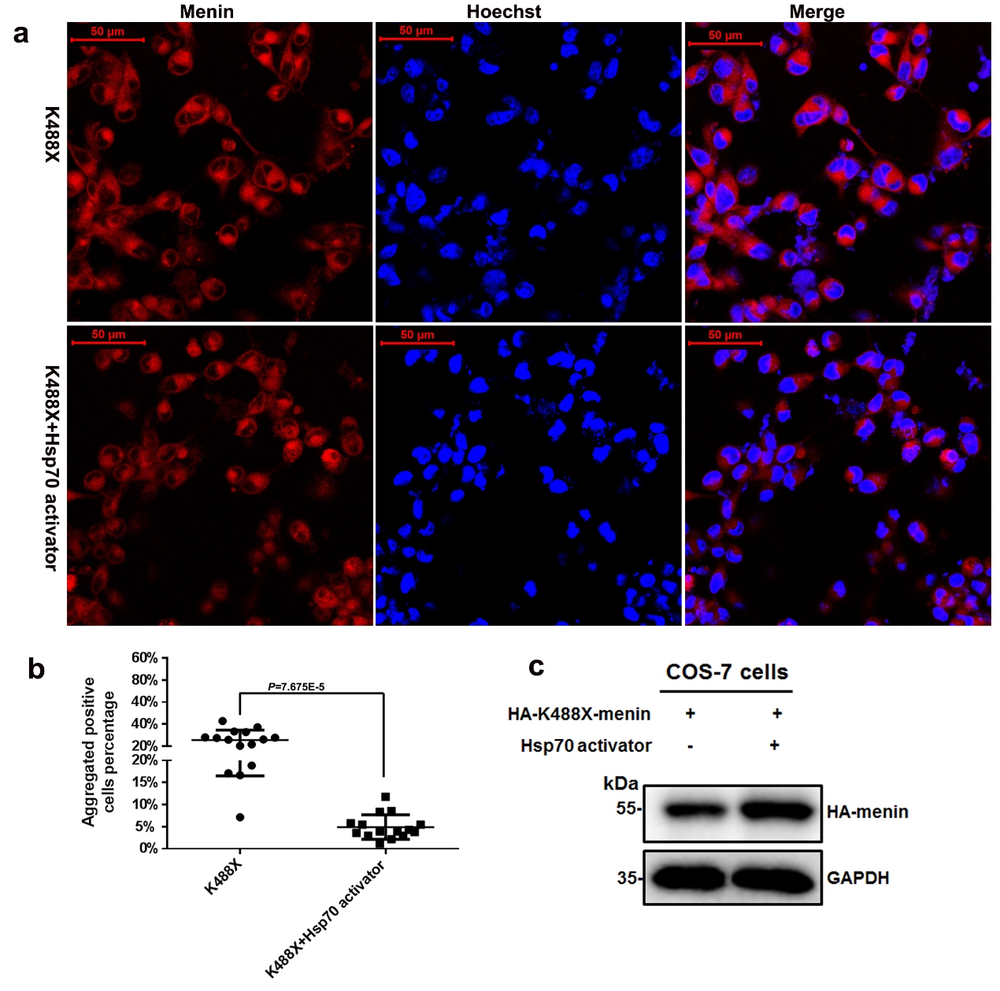 Menin Hoechst Merge
a
50 µm 50 µm 50 µm
K488X
50 µm 50 µm 50 µm
K488X+Hsp70 activator
b
Aggregated positive
cells percentage
60%
80%
40%
40%
20%
20%
15%
10%
5%
0%
P=7.675E-5
K488X
K488X+Hsp70 activator
c
COS-7 cells
HA-K488X-menin + +
Hsp70 activator - +
kDa
55- HA-menin
35- GAPDH